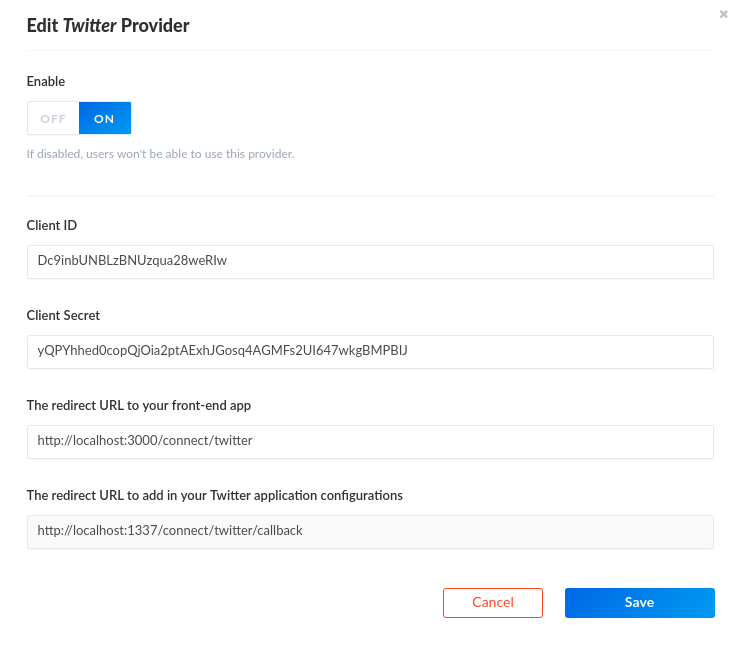 Edit Twitter Provider
Enable
OFF ON
If disabled, users won't be able to use this provider.
Client ID
Dc9inbUNBLzBNUzqua28weRIw
Client Secret
yQPYhhed0copQjOia2ptAExhJGosq4AGMFs2UI647wkgBMPBIJ
The redirect URL to your front-end app
http://localhost:3000/connect/twitter
The redirect URL to add in your Twitter application configurations
http://localhost:1337/connect/twitter/callback
Cancel Save